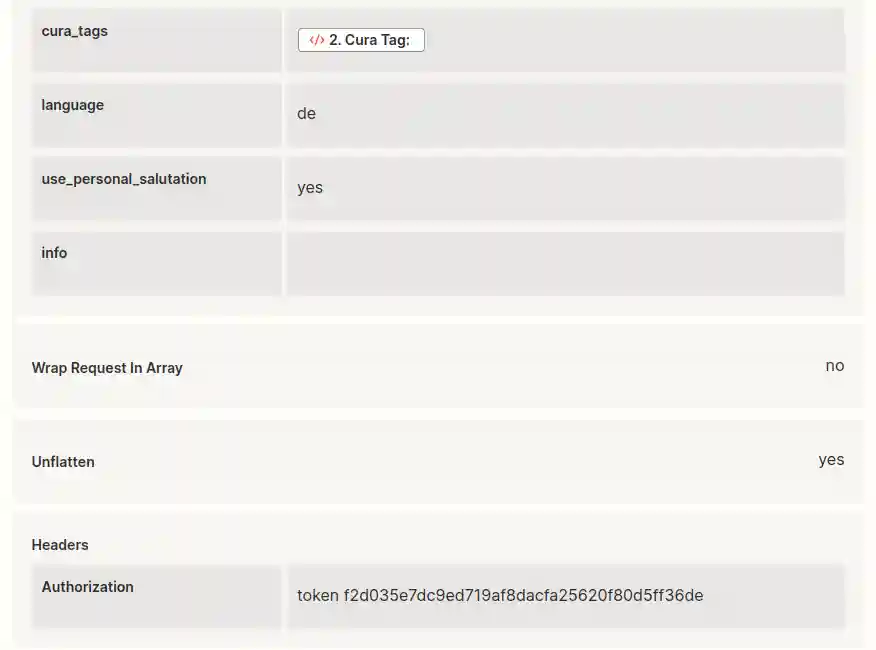 cura_tags
</> 2. Cura Tag:
language
de
use_personal_salutation
yes
info
Wrap Request In Array
no
Unflatten
yes
Headers
Authorization
token f2d035e7dc9ed719af8dacfa25620f80d5ff36de